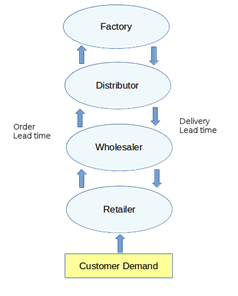 Factory
Distributor
Order
Lead time
Delivery
Lead time
Wholesaler
Retailer
Customer Demand